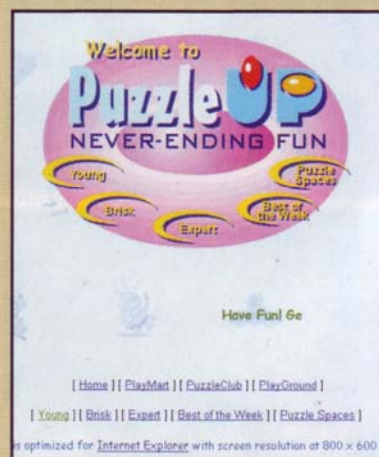 Welcome to
Puzzle UP
NEVER-ENDING FUN
Young
Puzzle Spaces
Brisk
Best of the Week
Expert
Have Fun! Ge
[ Home ] [ PlayMart ] [ PuzzleClub ] [ PlayGround ]
[ Young ] [ Brisk ] [ Expert ] [ Best of the Week ] [ Puzzle Spaces ]
is optimized for Internet Explorer with screen resolution at 800 x 600